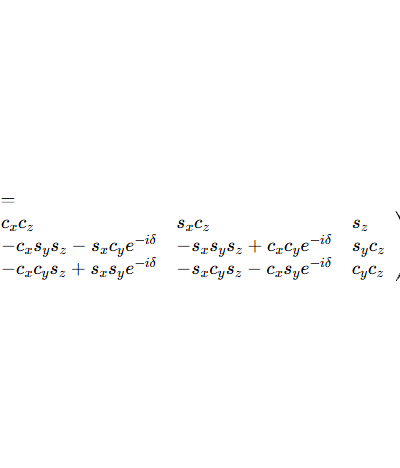 =
c_x c_z    s_x c_z    s_z
−c_x s_y s_z − s_x c_y e^{−iδ}    −s_x s_y s_z + c_x c_y e^{−iδ}    s_y c_z
−c_x c_y s_z + s_x s_y e^{−iδ}    −s_x c_y s_z − c_x s_y e^{−iδ}    c_y c_z